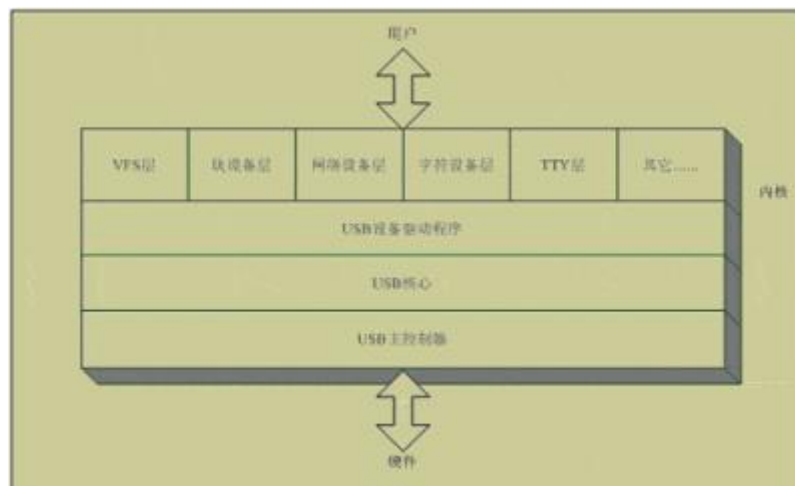 用户
VFS层 块设备层 网络设备层 字符设备层 TTY层 其它……
内核
USB设备驱动程序
USB核心
USB主控制器
硬件